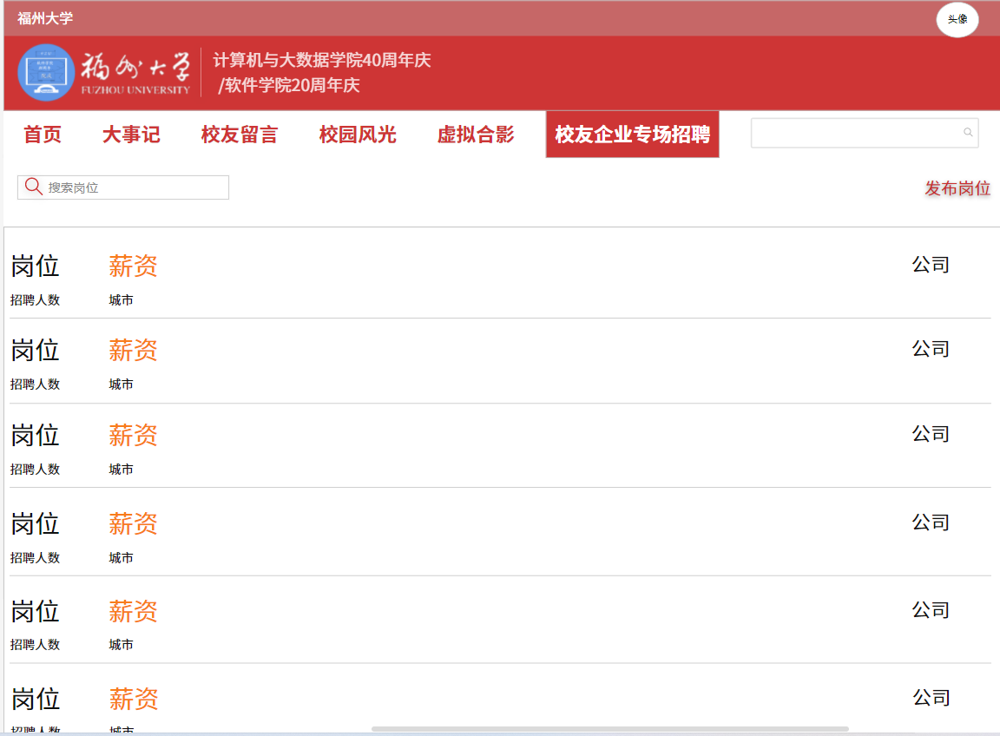 福州大学
头像
福州大学
FUZHOU UNIVERSITY
计算机与大数据学院40周年庆
/软件学院20周年庆
首页 大事记 校友留言 校园风光 虚拟合影 校友企业专场招聘
搜索岗位
发布岗位
岗位 薪资 公司
招聘人数 城市
岗位 薪资 公司
招聘人数 城市
岗位 薪资 公司
招聘人数 城市
岗位 薪资 公司
招聘人数 城市
岗位 薪资 公司
招聘人数 城市
岗位 薪资 公司
招聘人数 城市